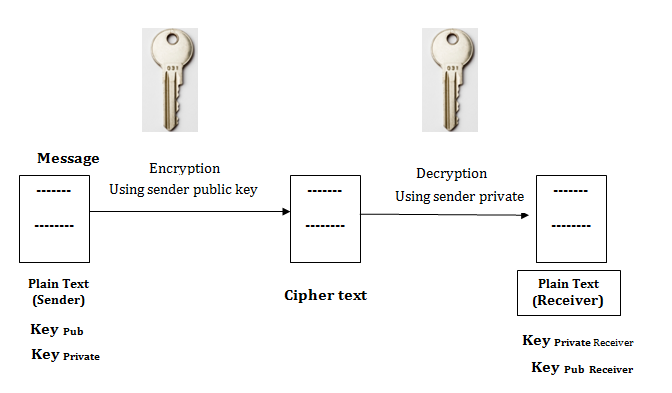 031
031
Message
Encryption
Using sender public key
Decryption
Using sender private
-------
--------
-------
--------
-------
--------
Plain Text
(Sender)
Cipher text
Plain Text
(Receiver)
Key Pub
Key Private
Key Private Receiver
Key Pub Receiver